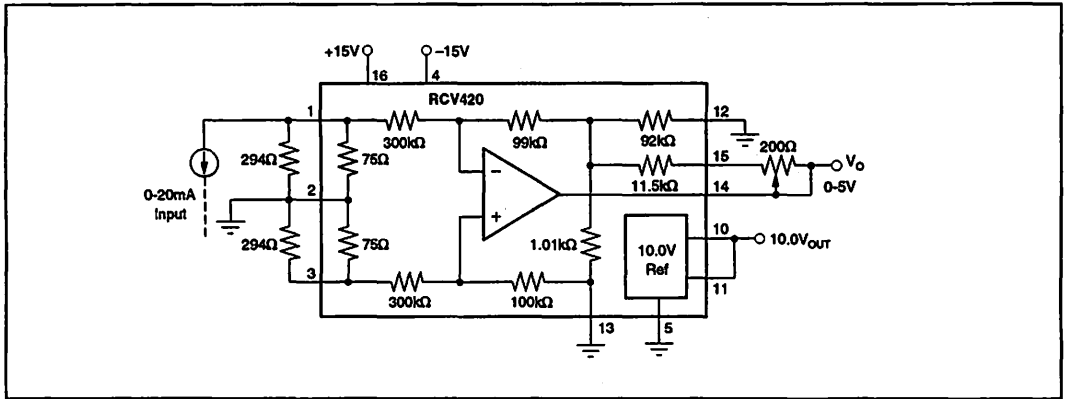 +15V
–15V
16
4
RCV420
1
12
300kΩ
99kΩ
92kΩ
200Ω
294Ω
75Ω
15
11.5kΩ
14
V_O
0-5V
0-20mA
Input
2
–
+
294Ω
75Ω
1.01kΩ
10.0V
Ref
10
10.0V_OUT
11
3
300kΩ
100kΩ
13
5